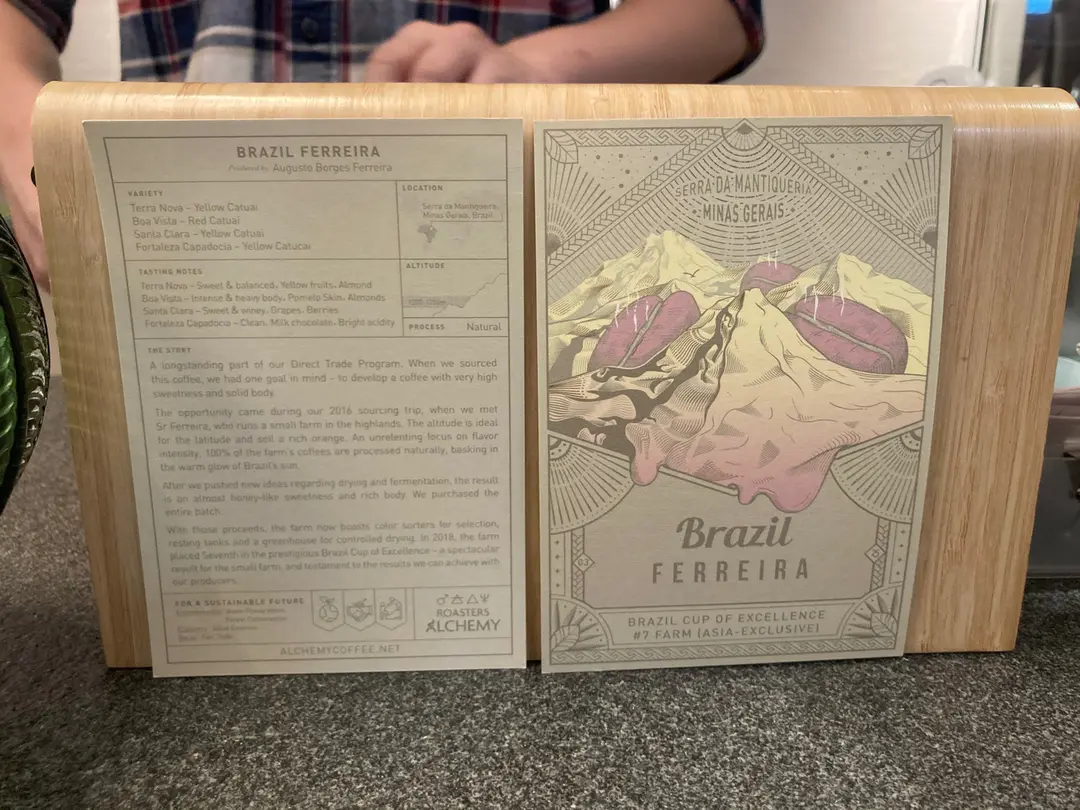 BRAZIL FERREIRA
Produced by Augusto Borges Ferreira
VARIETY
Terra Nova – Yellow Catuai
Boa Vista – Red Catuai
Santa Clara – Yellow Catuai
Fortaleza Capadocia – Yellow Catucai
LOCATION
Serra da Mantiqueira
Minas Gerais, Brazil
TASTING NOTES
Terra Nova – Sweet & balanced, Yellow fruits, Almond
Boa Vista – Intense & heavy body, Pomelo Skin, Almonds
Santa Clara – Sweet & winey, Grapes, Berries
Fortaleza Capadocia – Clean, Milk chocolate, Bright acidity
ALTITUDE
PROCESS Natural
THE STORY
A longstanding part of our Direct Trade Program. When we sourced
this coffee, we had one goal in mind – to develop a coffee with very high
sweetness and solid body.
The opportunity came during our 2016 sourcing trip, when we met
Sr Ferreira, who runs a small farm in the highlands. The altitude is ideal
for the latitude and soil a rich orange. An unrelenting focus on flavor
intensity, 100% of the farm's coffees are processed naturally, basking in
the warm glow of Brazil's sun.
After we pushed new ideas regarding drying and fermentation, the result
is an almost honey-like sweetness and rich body. We purchased the
entire batch.
With those proceeds, the farm now boasts color sorters for selection,
resting tanks and a greenhouse for controlled drying. In 2018, the farm
placed Seventh in the prestigious Brazil Cup of Excellence – a spectacular
result for the small farm, and testament to the results we can achieve with
our producers.
FOR A SUSTAINABLE FUTURE
ROASTERS
ALCHEMY
ALCHEMYCOFFEE.NET
SERRA DA MANTIQUERIA
MINAS GERAIS
Brazil
FERREIRA
03
BRAZIL CUP OF EXCELLENCE
#7 FARM (ASIA-EXCLUSIVE)